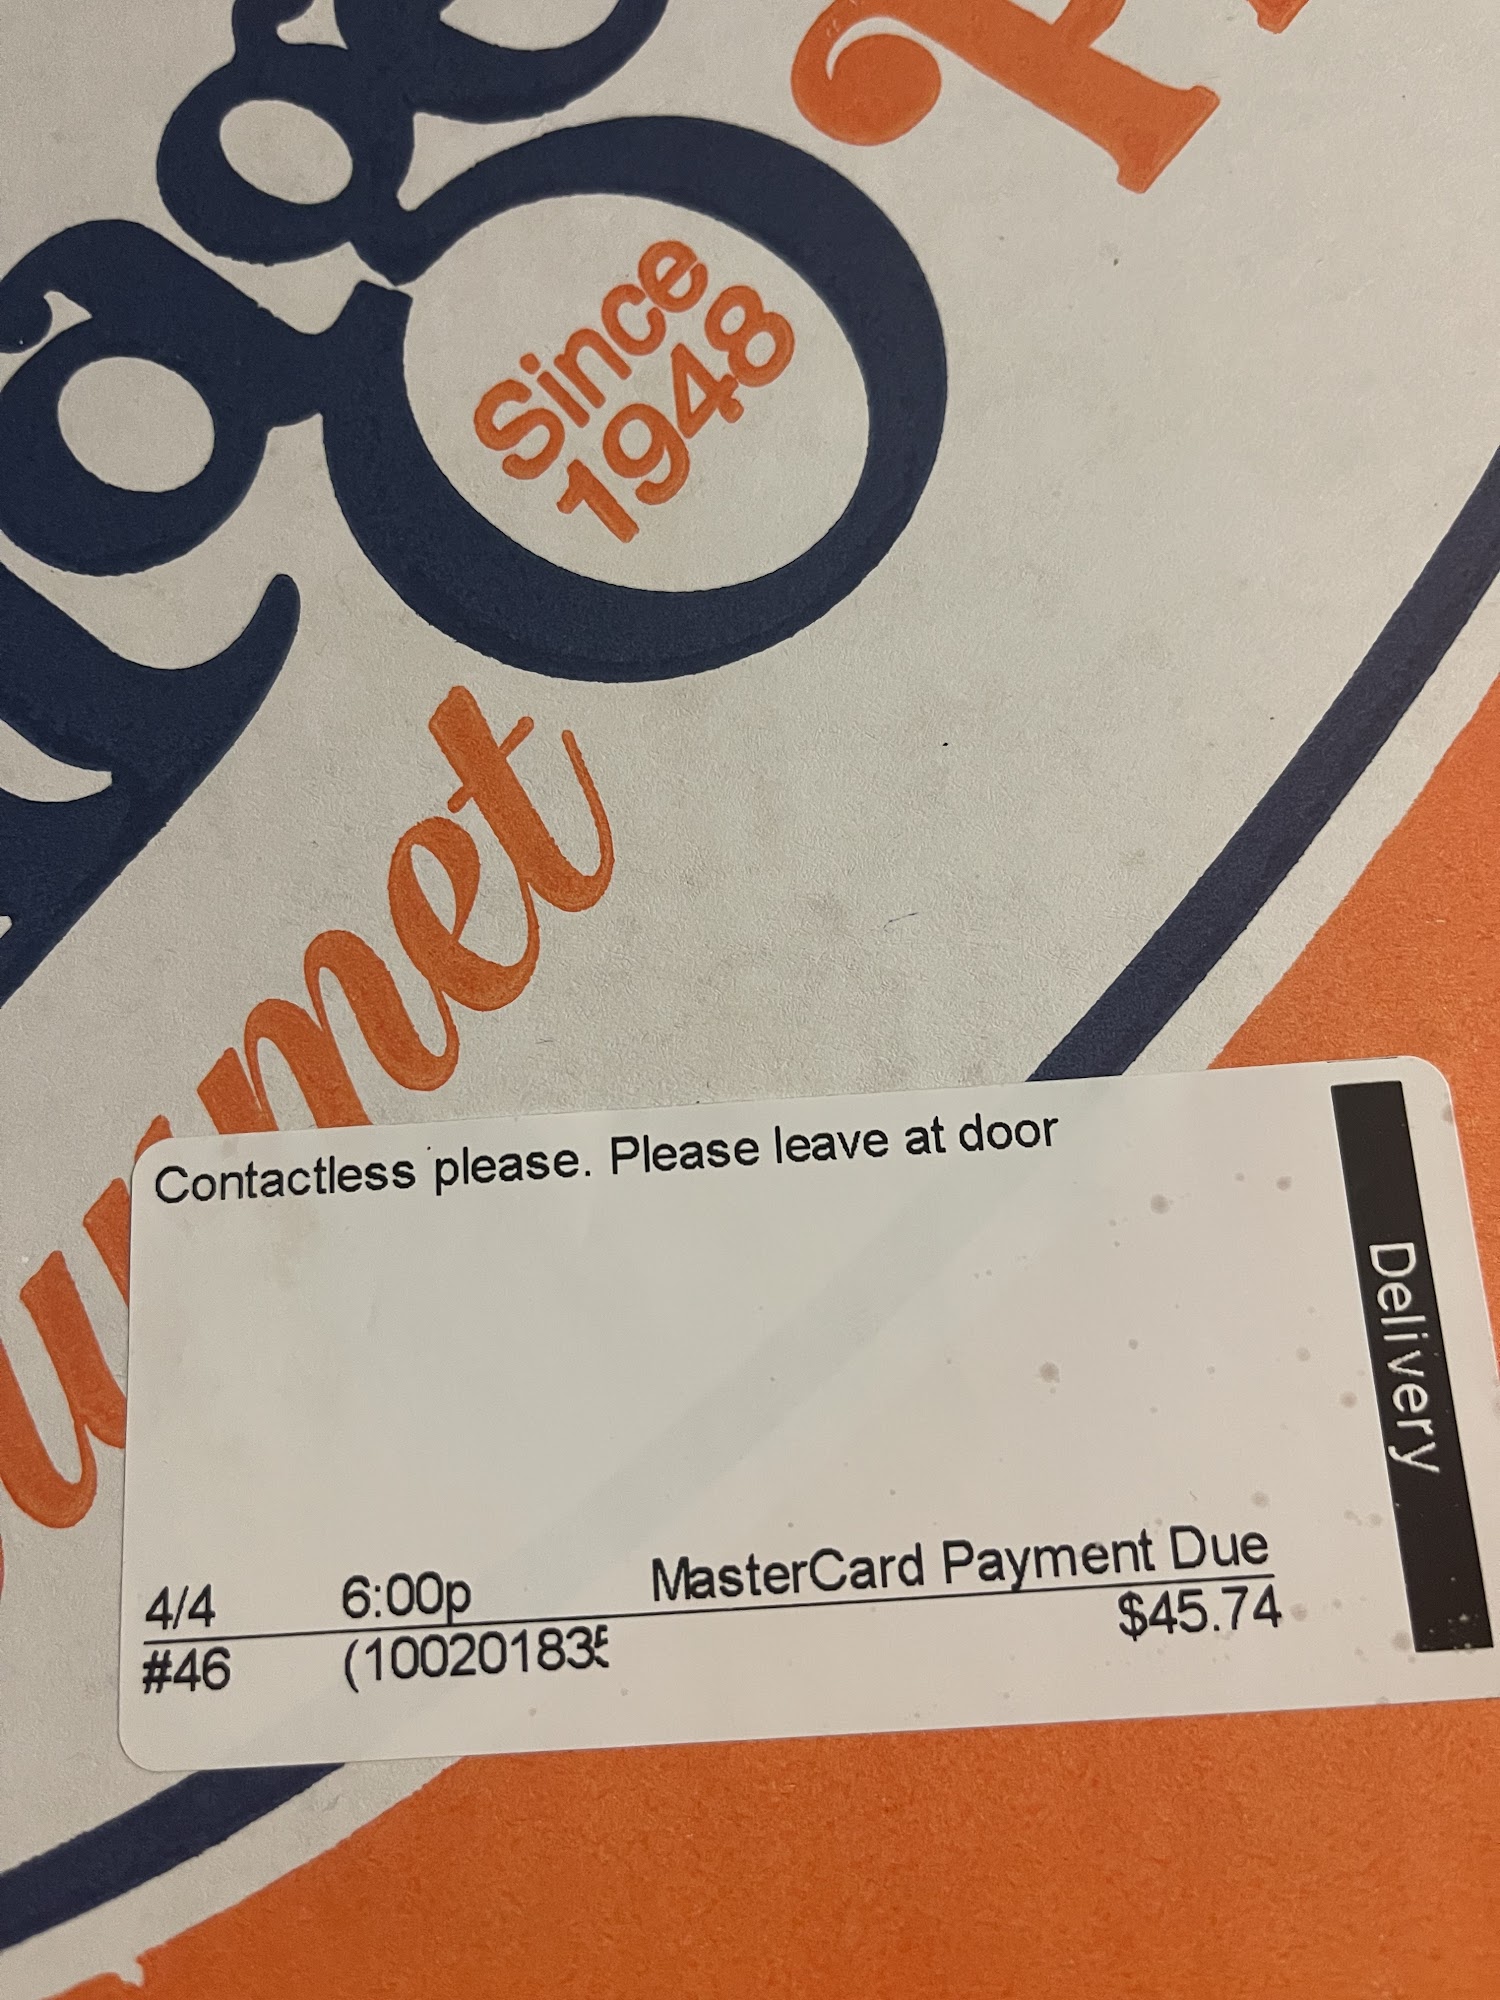 Since
1948
Contactless please. Please leave at door
Delivery
4/4 6:00p MasterCard Payment Due
#46 (100201835 $45.74